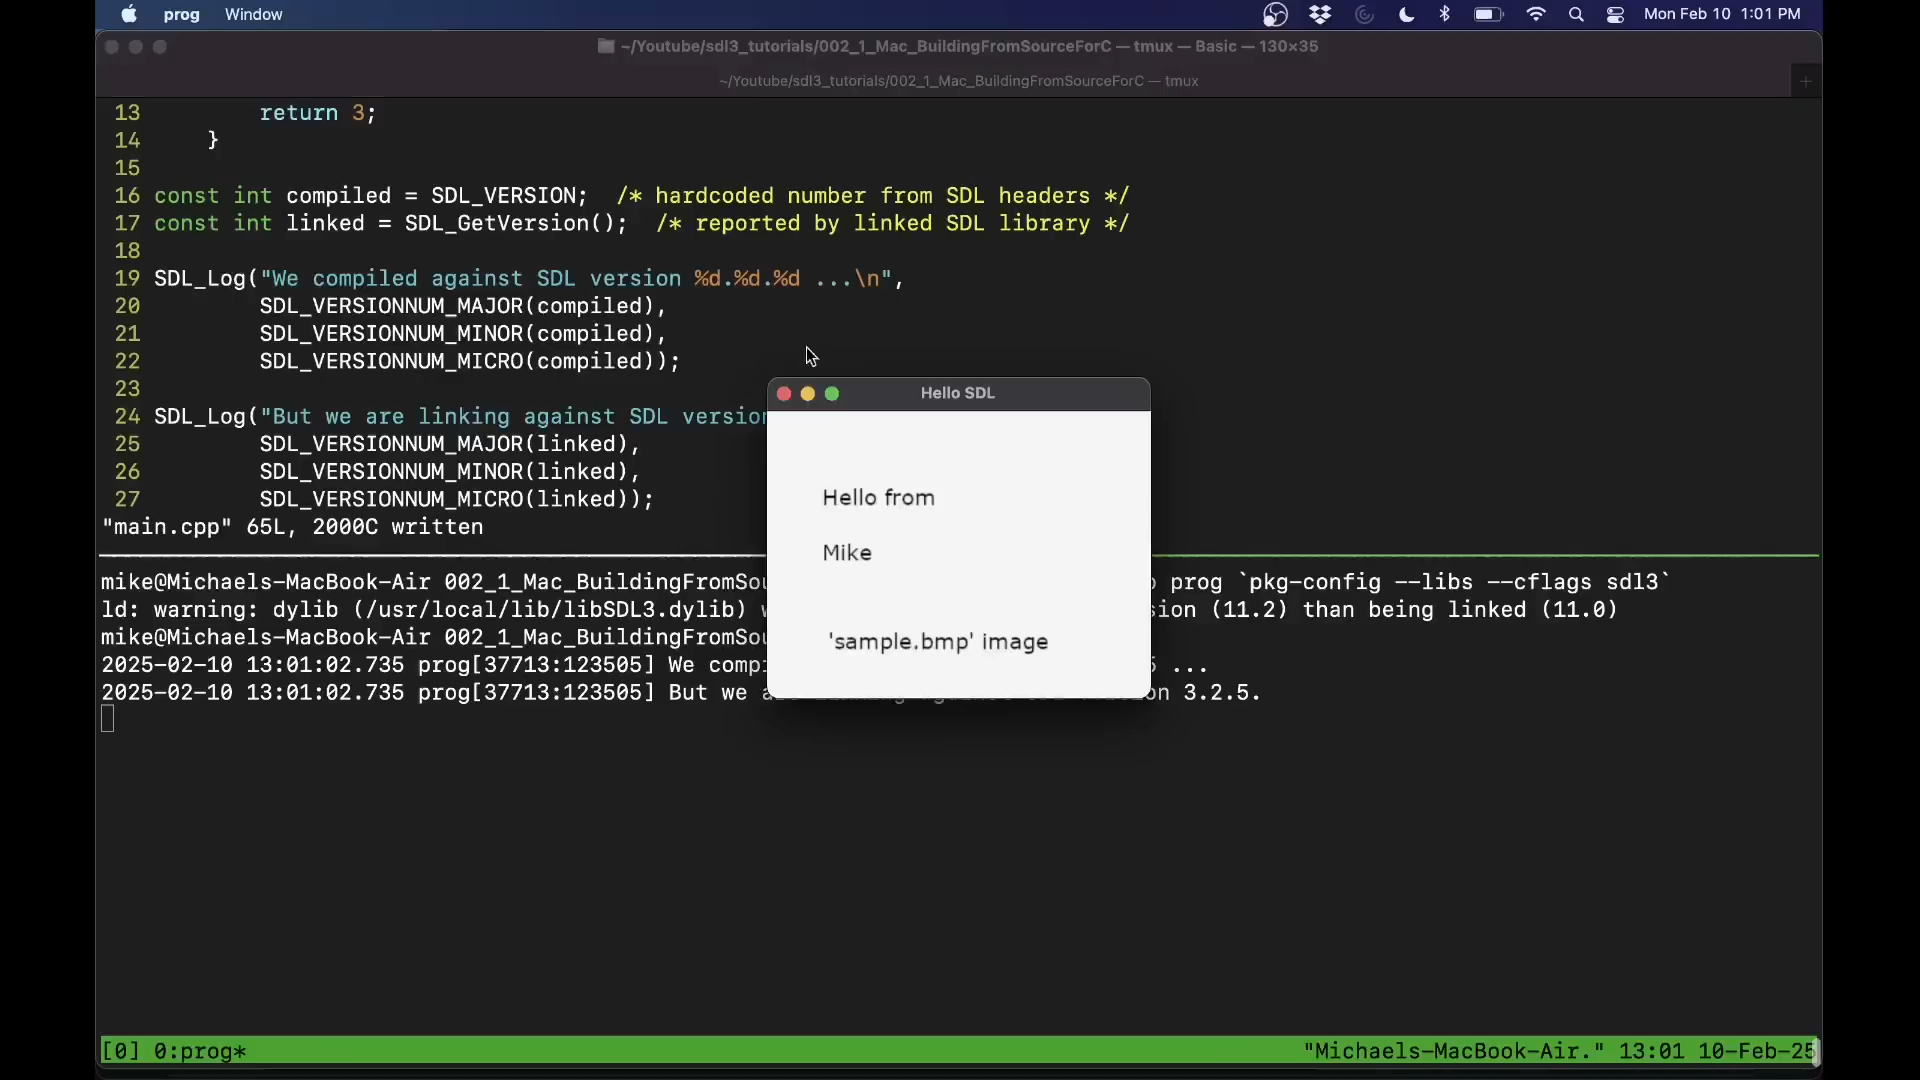 prog Window Mon Feb 10 1:01 PM
~/Youtube/sdl3_tutorials/002_1_Mac_BuildingFromSourceForC — tmux — Basic — 130×35
~/Youtube/sdl3_tutorials/002_1_Mac_BuildingFromSourceForC — tmux
13 return 3;
14 }
15
16 const int compiled = SDL_VERSION; /* hardcoded number from SDL headers */
17 const int linked = SDL_GetVersion(); /* reported by linked SDL library */
18
19 SDL_Log("We compiled against SDL version %d.%d.%d ...\n",
20 SDL_VERSIONNUM_MAJOR(compiled),
21 SDL_VERSIONNUM_MINOR(compiled),
22 SDL_VERSIONNUM_MICRO(compiled));
23
24 SDL_Log("But we are linking against SDL version
25 SDL_VERSIONNUM_MAJOR(linked),
26 SDL_VERSIONNUM_MINOR(linked),
27 SDL_VERSIONNUM_MICRO(linked));
"main.cpp" 65L, 2000C written
Hello SDL
Hello from
Mike
'sample.bmp' image
mike@Michaels-MacBook-Air 002_1_Mac_BuildingFromSou prog `pkg-config --libs --cflags sdl3`
ld: warning: dylib (/usr/local/lib/libSDL3.dylib) sion (11.2) than being linked (11.0)
mike@Michaels-MacBook-Air 002_1_Mac_BuildingFromSou
2025-02-10 13:01:02.735 prog[37713:123505] We comp 5 ...
2025-02-10 13:01:02.735 prog[37713:123505] But we on 3.2.5.
[0] 0:prog* "Michaels-MacBook-Air." 13:01 10-Feb-25